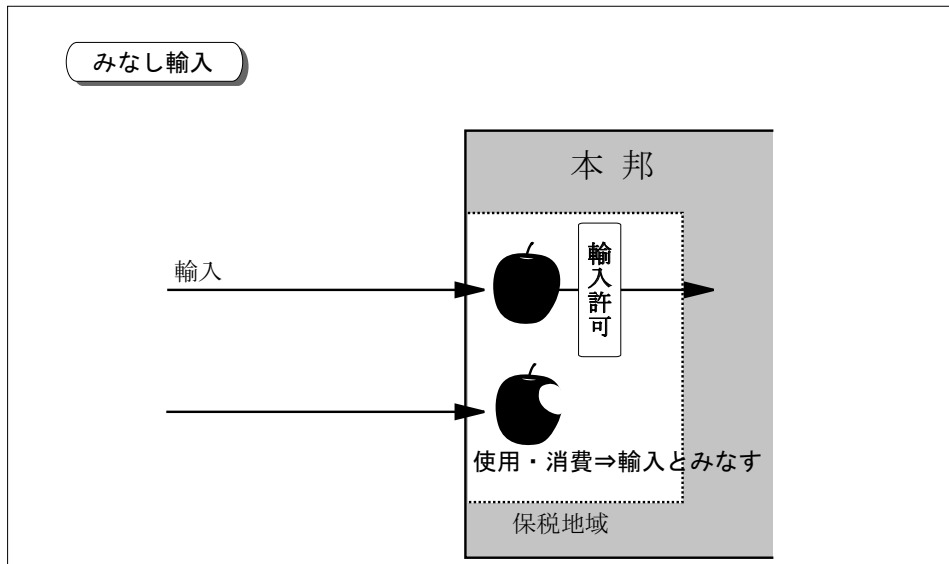 みなし輸入
本邦
輸入
輸入許可
使用・消費⇒輸入とみなす
保税地域